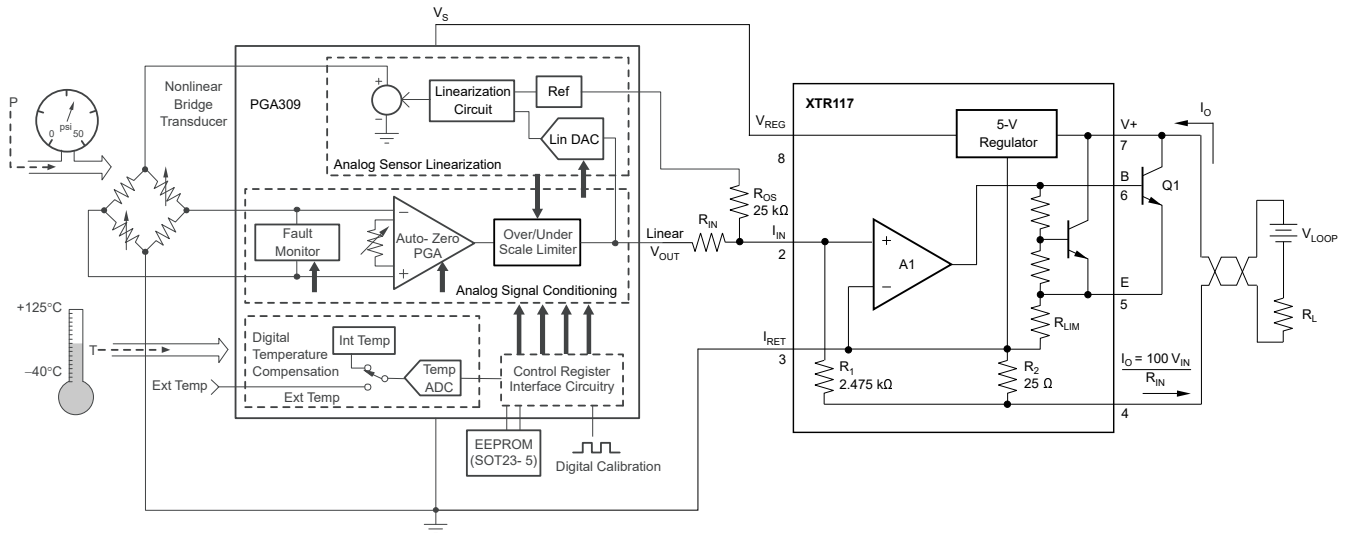 V_S
P
0
psi
50
Nonlinear
Bridge
Transducer
PGA309
+
−
Linearization
Circuit
Ref
Lin DAC
Analog Sensor Linearization
Fault
Monitor
−
Auto- Zero
PGA
+
Over/Under
Scale Limiter
Analog Signal Conditioning
Linear
V_OUT
R_IN
R_OS
25 kΩ
+125°C
T
−40°C
Ext Temp
Digital
Temperature
Compensation
Int Temp
Ext Temp
Temp
ADC
Control Register
Interface Circuitry
EEPROM
(SOT23- 5)
Digital Calibration
XTR117
V_REG
8
5-V
Regulator
V+
7
I_O
B
6
Q1
I_IN
2
+
A1
−
E
5
R_LIM
I_RET
3
R_1
2.475 kΩ
R_2
25 Ω
I_O = 100 V_IN
R_IN
4
V_LOOP
R_L